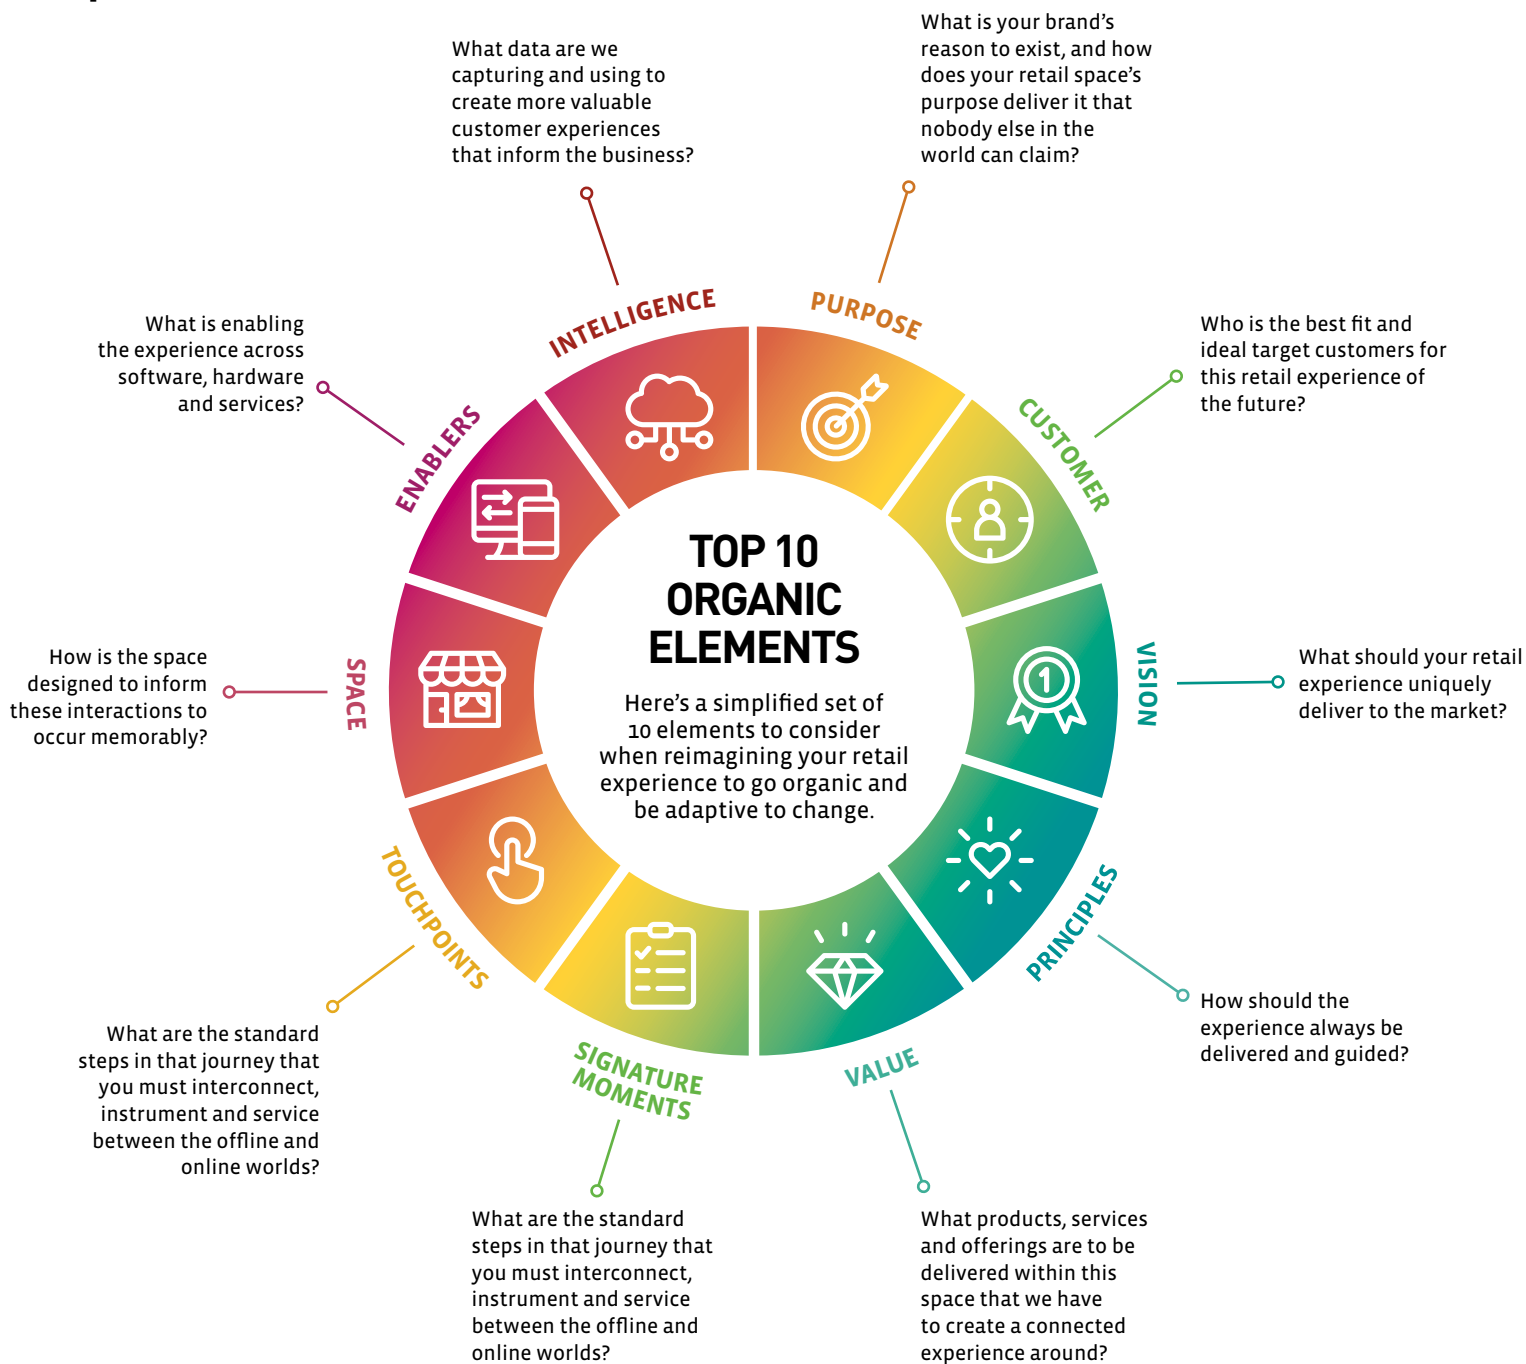 What data are we
capturing and using to
create more valuable
customer experiences
that inform the business?
What is your brand’s
reason to exist, and how
does your retail space’s
purpose deliver it that
nobody else in the
world can claim?
INTELLIGENCE
PURPOSE
What is enabling
the experience across
software, hardware
and services?
ENABLERS
Who is the best fit and
ideal target customers for
this retail experience of
the future?
CUSTOMER
TOP 10
ORGANIC
ELEMENTS
Here’s a simplified set of
10 elements to consider
when reimagining your retail
experience to go organic and
be adaptive to change.
How is the space
designed to inform
these interactions to
occur memorably?
SPACE
1
VISION
What should your retail
experience uniquely
deliver to the market?
TOUCHPOINTS
What are the standard
steps in that journey that
you must interconnect,
instrument and service
between the offline and
online worlds?
PRINCIPLES
How should the
experience always be
delivered and guided?
SIGNATURE
MOMENTS
What are the standard
steps in that journey that
you must interconnect,
instrument and service
between the offline and
online worlds?
VALUE
What products, services
and offerings are to be
delivered within this
space that we have
to create a connected
experience around?